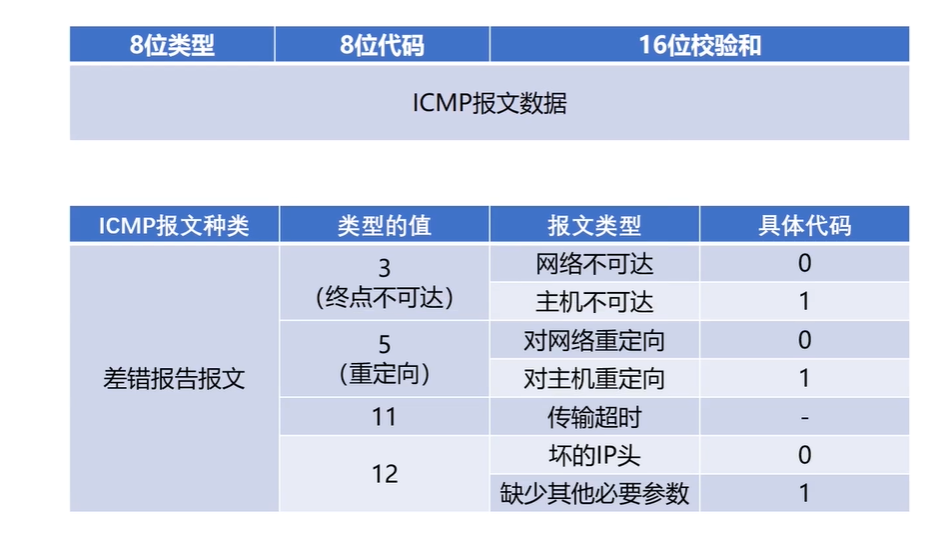 8位类型 8位代码 16位校验和
ICMP报文数据
ICMP报文种类 类型的值 报文类型 具体代码
差错报告报文
3
（终点不可达）
网络不可达 0
主机不可达 1
5
（重定向）
对网络重定向 0
对主机重定向 1
11 传输超时 -
12
坏的IP头 0
缺少其他必要参数 1